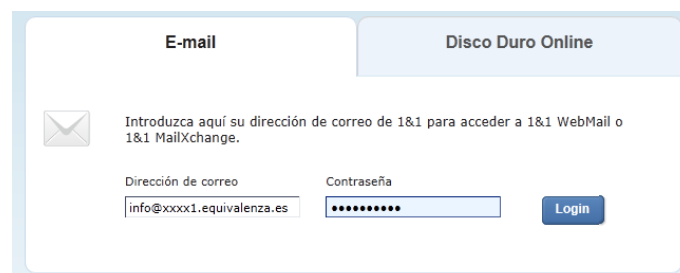 E-mail
Disco Duro Online
Introduzca aquí su dirección de correo de 1&1 para acceder a 1&1 WebMail o
1&1 MailXchange.
Dirección de correo
Contraseña
info@xxxx1.equivalenza.es
••••••••••
Login